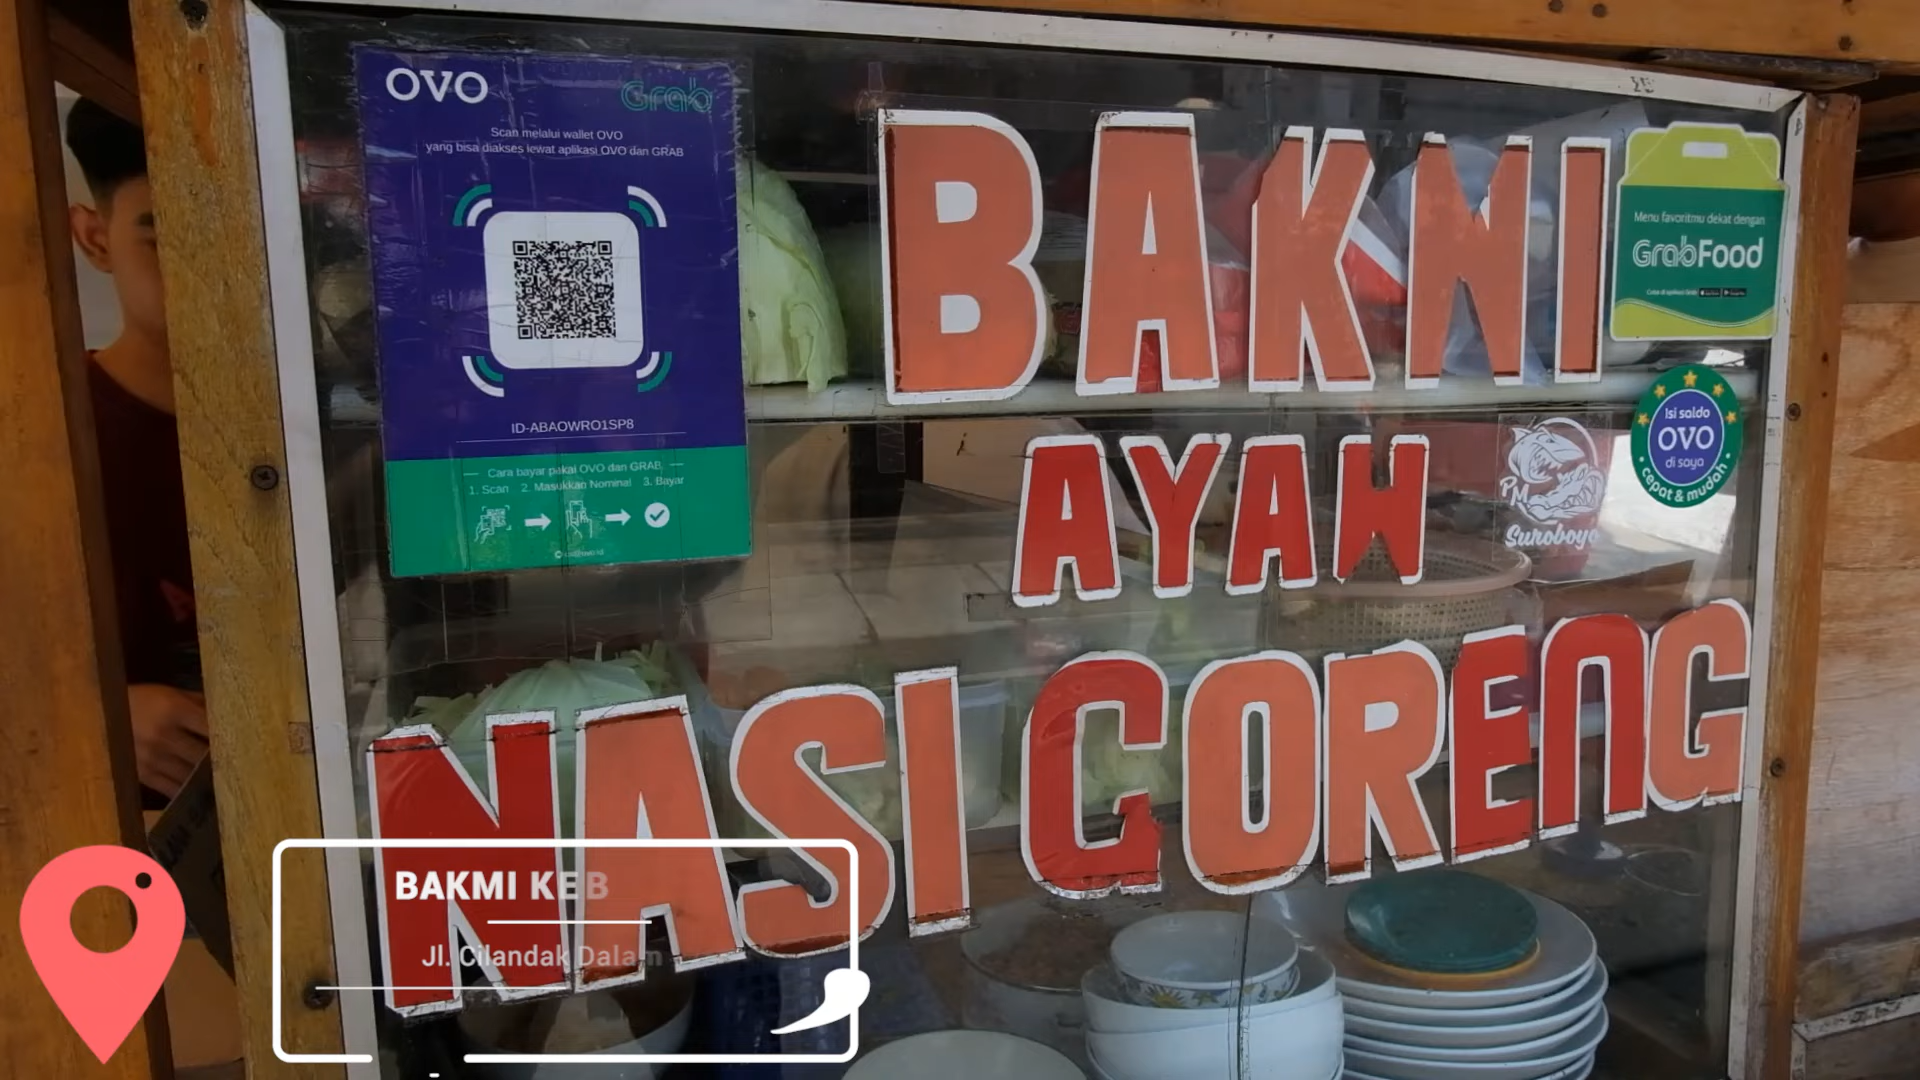 OVO
Grab
Scan melalui wallet OVO
yang bisa diakses lewat aplikasi OVO dan GRAB
ID-ABAOWRO1SP8
Cara bayar pakai OVO dan GRAB
1. Scan 2. Masukkan Nominal 3. Bayar
BAKMI
AYAM
NASI GORENG
Menu favoritmu dekat dengan
GrabFood
Isi saldo
OVO
di saya
cepat & mudah
PM
Suroboyo
BAKMI KEB
Jl. Cilandak Dalam